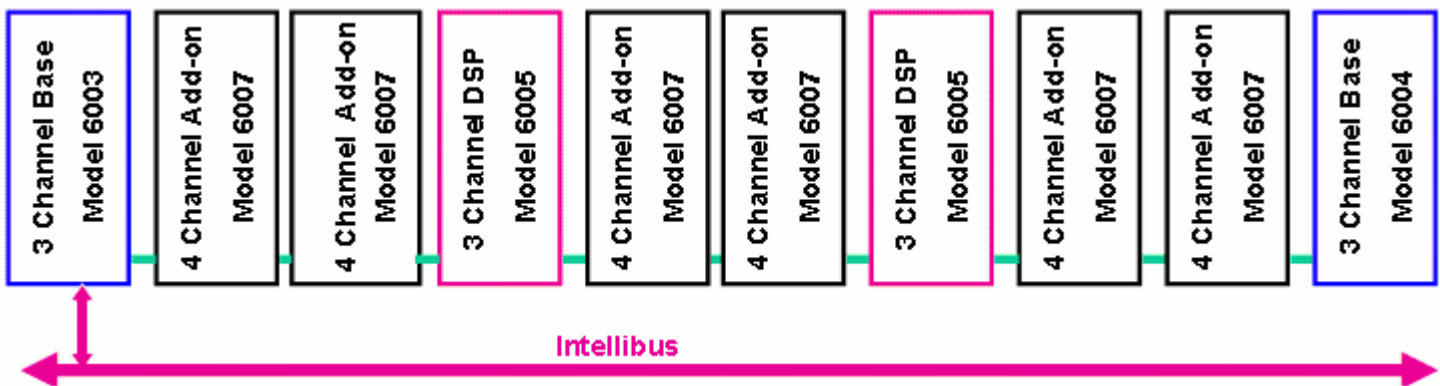 3 Channel Base
Model 6003
4 Channel Add-on
Model 6007
4 Channel Add-on
Model 6007
3 Channel DSP
Model 6005
4 Channel Add-on
Model 6007
4 Channel Add-on
Model 6007
3 Channel DSP
Model 6005
4 Channel Add-on
Model 6007
4 Channel Add-on
Model 6007
3 Channel Base
Model 6004
Intellibus